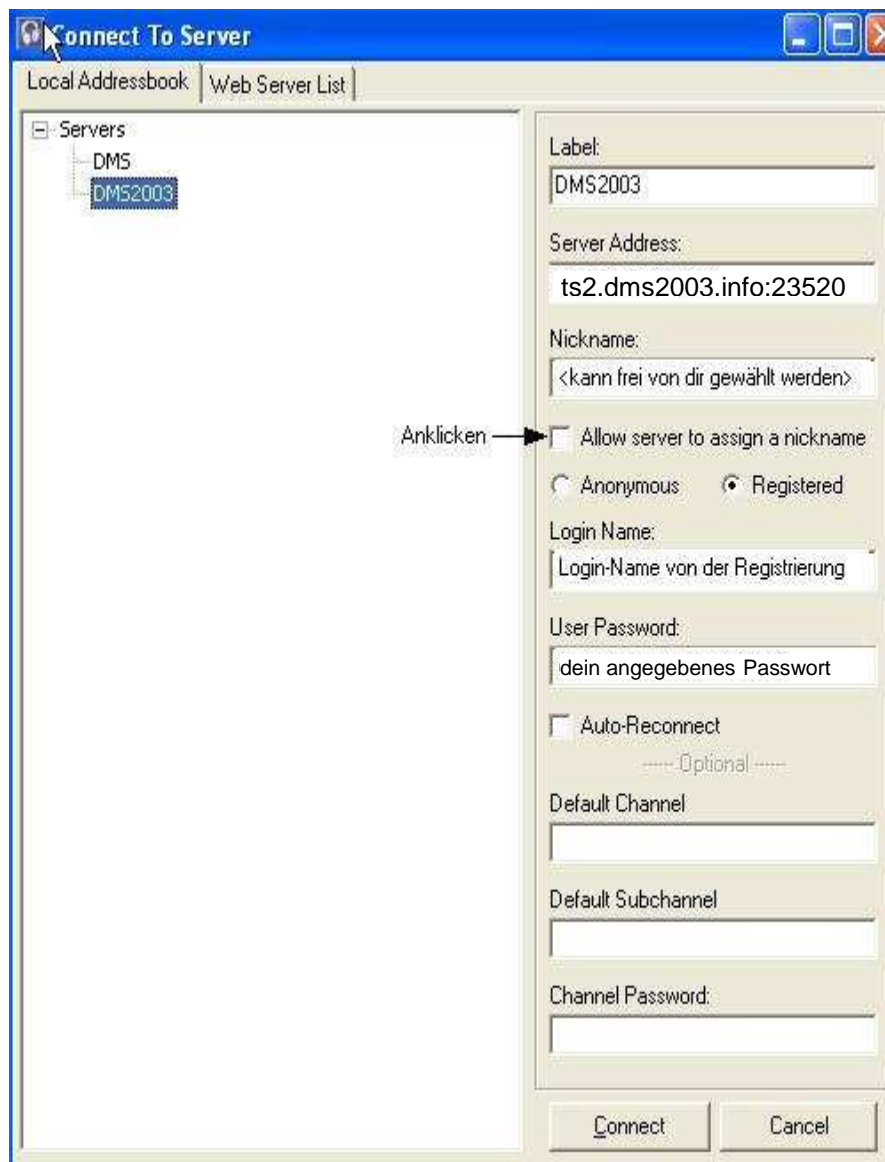 Connect To Server
Local Addressbook
Web Server List
Servers
DMS
DMS2003
Label:
DMS2003
Server Address:
ts2.dms2003.info:23520
Nickname:
<kann frei von dir gewählt werden>
Anklicken
Allow server to assign a nickname
Anonymous Registered
Login Name:
Login-Name von der Registrierung
User Password:
dein angegebenes Passwort
Auto-Reconnect
------ Optional ------
Default Channel
Default Subchannel
Channel Password:
Connect Cancel